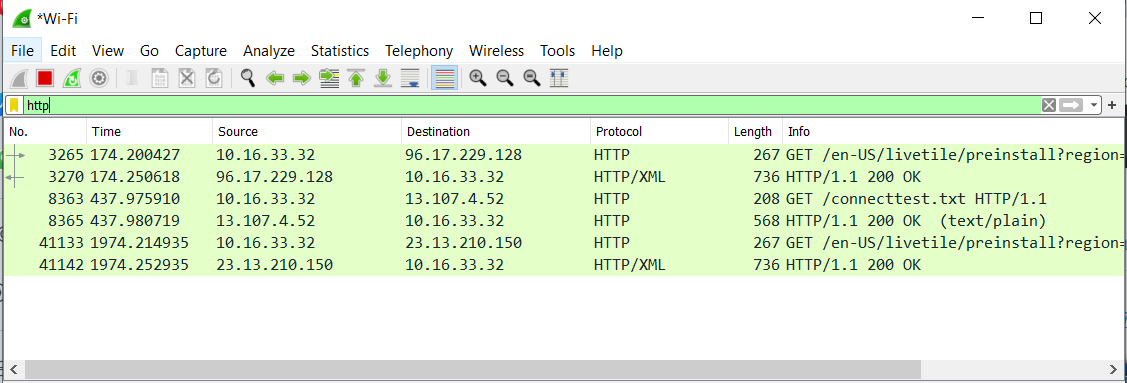 *Wi-Fi
File Edit View Go Capture Analyze Statistics Telephony Wireless Tools Help
http
No. Time Source Destination Protocol Length Info
3265 174.200427 10.16.33.32 96.17.229.128 HTTP 267 GET /en-US/livetile/preinstall?region=
3270 174.250618 96.17.229.128 10.16.33.32 HTTP/XML 736 HTTP/1.1 200 OK
8363 437.975910 10.16.33.32 13.107.4.52 HTTP 208 GET /connecttest.txt HTTP/1.1
8365 437.980719 13.107.4.52 10.16.33.32 HTTP 568 HTTP/1.1 200 OK (text/plain)
41133 1974.214935 10.16.33.32 23.13.210.150 HTTP 267 GET /en-US/livetile/preinstall?region=
41142 1974.252935 23.13.210.150 10.16.33.32 HTTP/XML 736 HTTP/1.1 200 OK